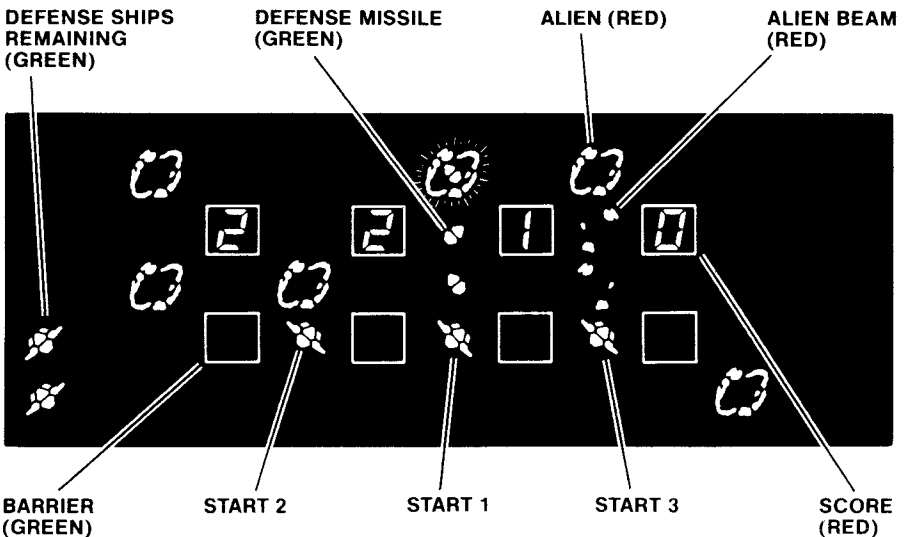 DEFENSE SHIPS
REMAINING
(GREEN)
DEFENSE MISSILE
(GREEN)
ALIEN (RED)
ALIEN BEAM
(RED)
2 2 1 0
BARRIER
(GREEN)
START 2
START 1
START 3
SCORE
(RED)